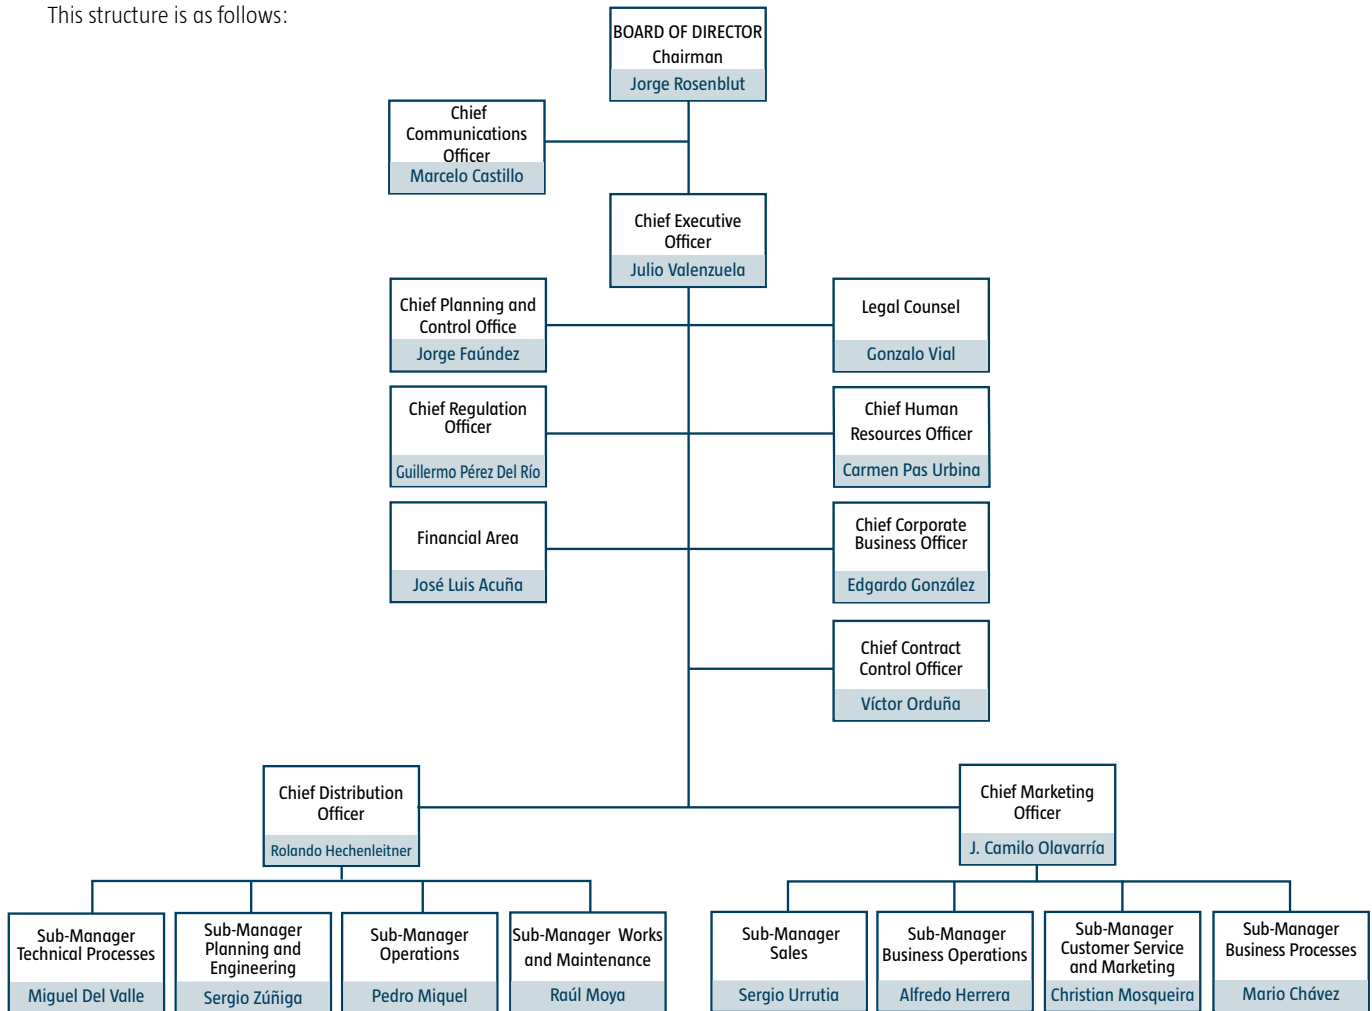 This structure is as follows:
BOARD OF DIRECTOR
Chairman
Jorge Rosenblut
Chief
Communications
Officer
Marcelo Castillo
Chief Executive
Officer
Julio Valenzuela
Chief Planning and
Control Office
Jorge Faúndez
Legal Counsel
Gonzalo Vial
Chief Regulation
Officer
Guillermo Pérez Del Río
Chief Human
Resources Officer
Carmen Pas Urbina
Financial Area
José Luis Acuña
Chief Corporate
Business Officer
Edgardo González
Chief Contract
Control Officer
Víctor Orduña
Chief Distribution
Officer
Rolando Hechenleitner
Chief Marketing
Officer
J. Camilo Olavarría
Sub-Manager
Technical Processes
Miguel Del Valle
Sub-Manager
Planning and
Engineering
Sergio Zúñiga
Sub-Manager
Operations
Pedro Miquel
Sub-Manager Works
and Maintenance
Raúl Moya
Sub-Manager
Sales
Sergio Urrutia
Sub-Manager
Business Operations
Alfredo Herrera
Sub-Manager
Customer Service
and Marketing
Christian Mosqueira
Sub-Manager
Business Processes
Mario Chávez